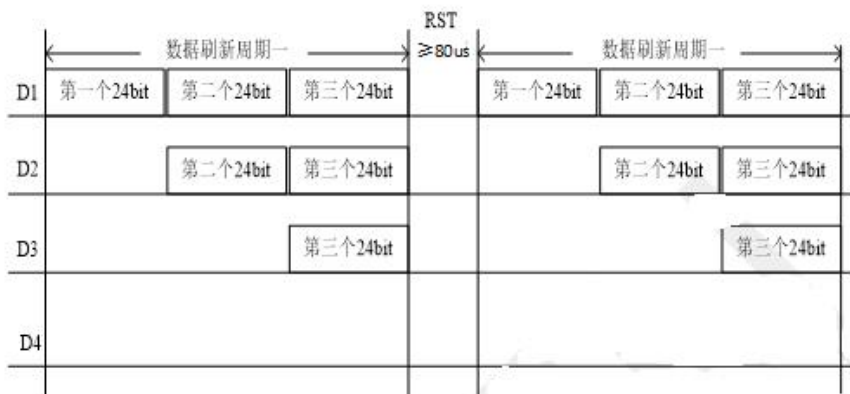 RST
数据刷新周期一 ≥80us 数据刷新周期一
D1 第一个24bit 第二个24bit 第三个24bit 第一个24bit 第二个24bit 第三个24bit
D2 第二个24bit 第三个24bit 第二个24bit 第三个24bit
D3 第三个24bit 第三个24bit
D4